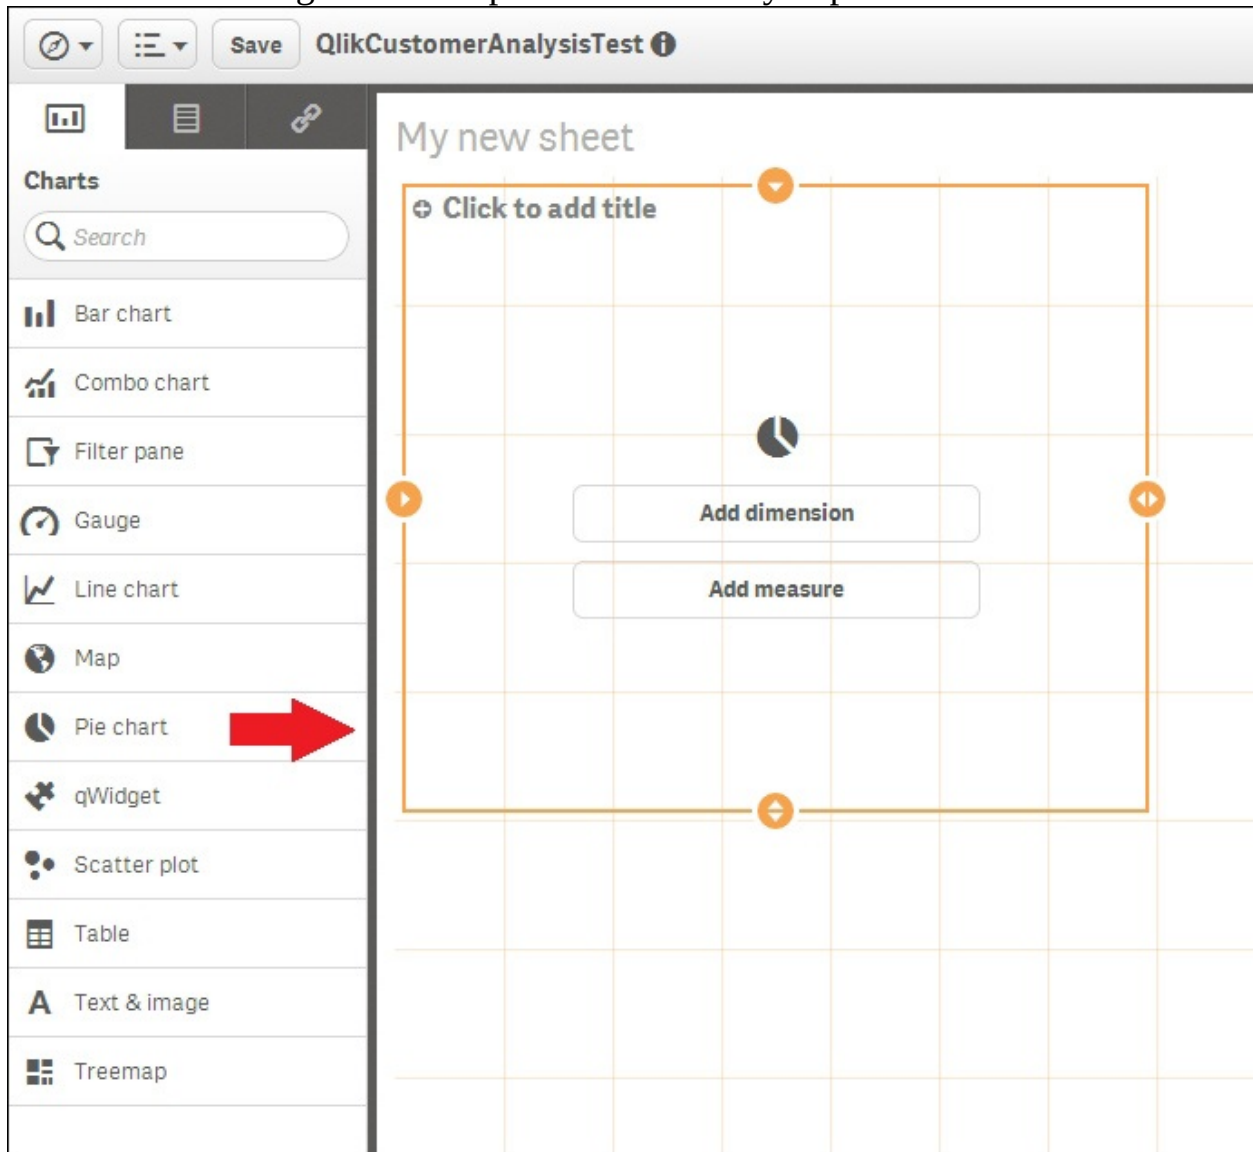 Save QlikCustomerAnalysisTest
My new sheet
Charts
Search
Click to add title
Bar chart
Combo chart
Filter pane
Gauge
Add dimension
Line chart
Add measure
Map
Pie chart
qWidget
Scatter plot
Table
A Text & image
Treemap